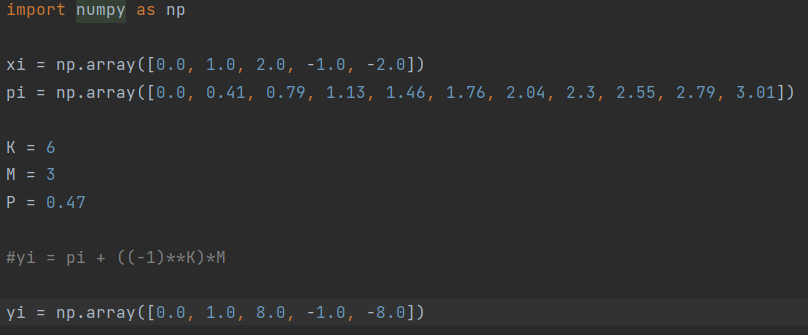 import numpy as np
xi = np.array([0.0, 1.0, 2.0, -1.0, -2.0])
pi = np.array([0.0, 0.41, 0.79, 1.13, 1.46, 1.76, 2.04, 2.3, 2.55, 2.79, 3.01])
K = 6
M = 3
P = 0.47
#yi = pi + ((-1)**K)*M
yi = np.array([0.0, 1.0, 8.0, -1.0, -8.0])